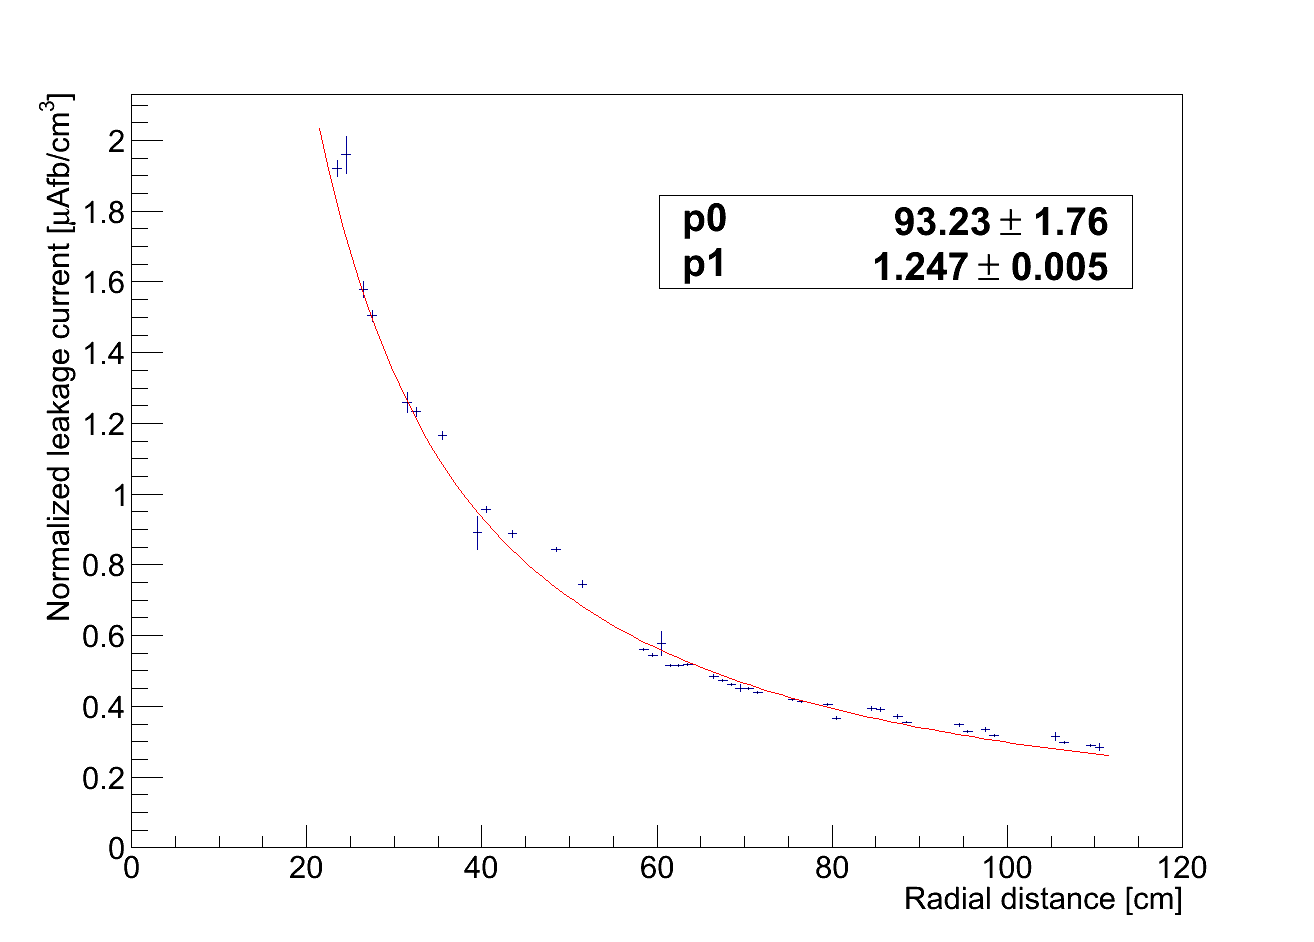 Normalized leakage current [μAfb/cm³]
2
1.8
1.6
1.4
1.2
1
0.8
0.6
0.4
0.2
0
p0 93.23 ± 1.76
p1 1.247 ± 0.005
0 20 40 60 80 100 120
Radial distance [cm]